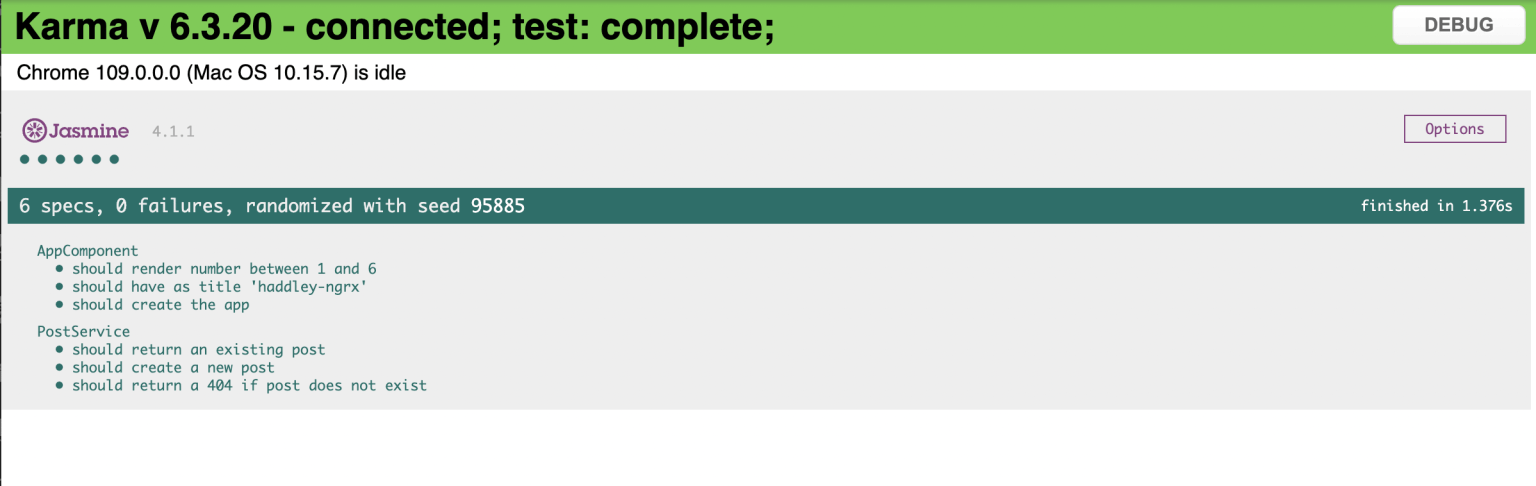 Karma v 6.3.20 - connected; test: complete;
DEBUG
Chrome 109.0.0.0 (Mac OS 10.15.7) is idle
Jasmine 4.1.1
Options
6 specs, 0 failures, randomized with seed 95885
finished in 1.376s
AppComponent
• should render number between 1 and 6
• should have as title 'haddley-ngrx'
• should create the app
PostService
• should return an existing post
• should create a new post
• should return a 404 if post does not exist